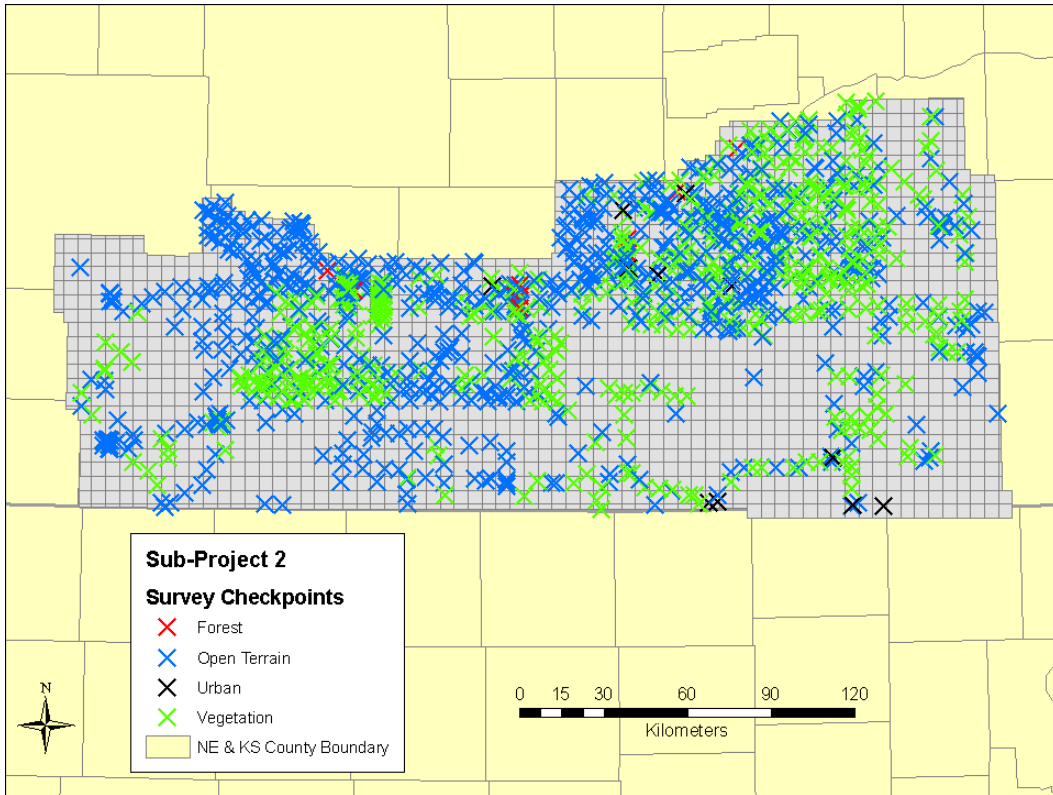 Sub-Project 2
Survey Checkpoints
Forest
Open Terrain
Urban
Vegetation
NE & KS County Boundary
N
0 15 30 60 90 120
Kilometers